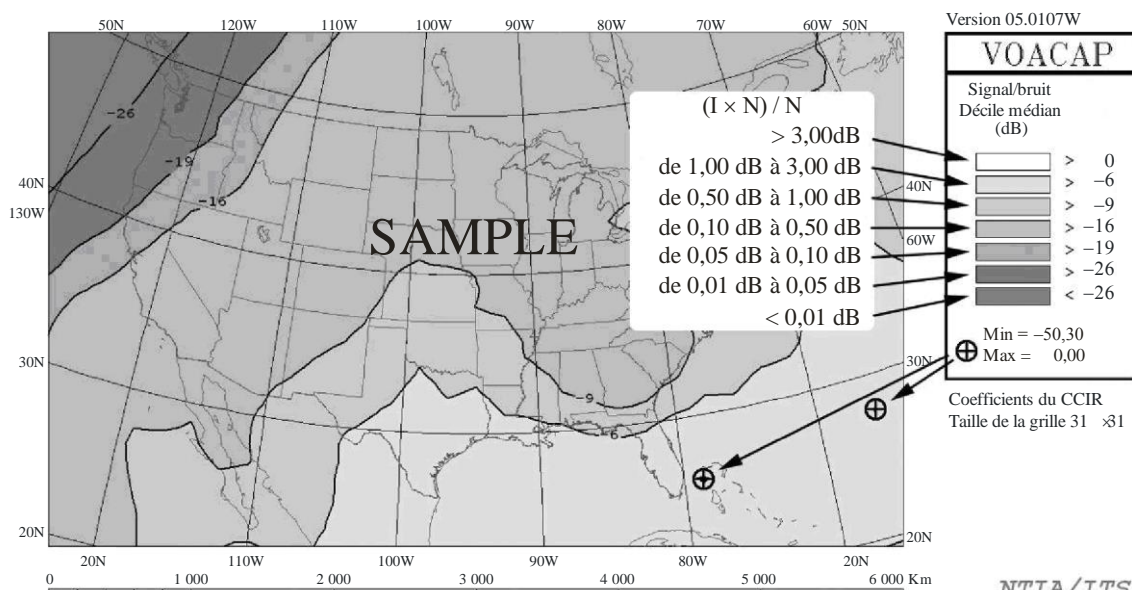 Version 05.0107W
50N 120W 110W 100W 90W 80W 70W 60W 50N
VOACAP
Signal/bruit
Décile médian
(dB)
> 0
> –6
> –9
> –16
> –19
> –26
< –26
(I × N) / N
> 3,00dB
de 1,00 dB à 3,00 dB
de 0,50 dB à 1,00 dB
de 0,10 dB à 0,50 dB
de 0,05 dB à 0,10 dB
de 0,01 dB à 0,05 dB
< 0,01 dB
-26
-19
-16
40N
130W
40N
60W
SAMPLE
Min = –50,30
Max = 0,00
30N
30N
-9
-6
Coefficients du CCIR
Taille de la grille 31 ×31
20N
20N
20N 110W 100W 90W 80W 20N
0 1 000 2 000 3 000 4 000 5 000 6 000 Km
NTIA/ITS